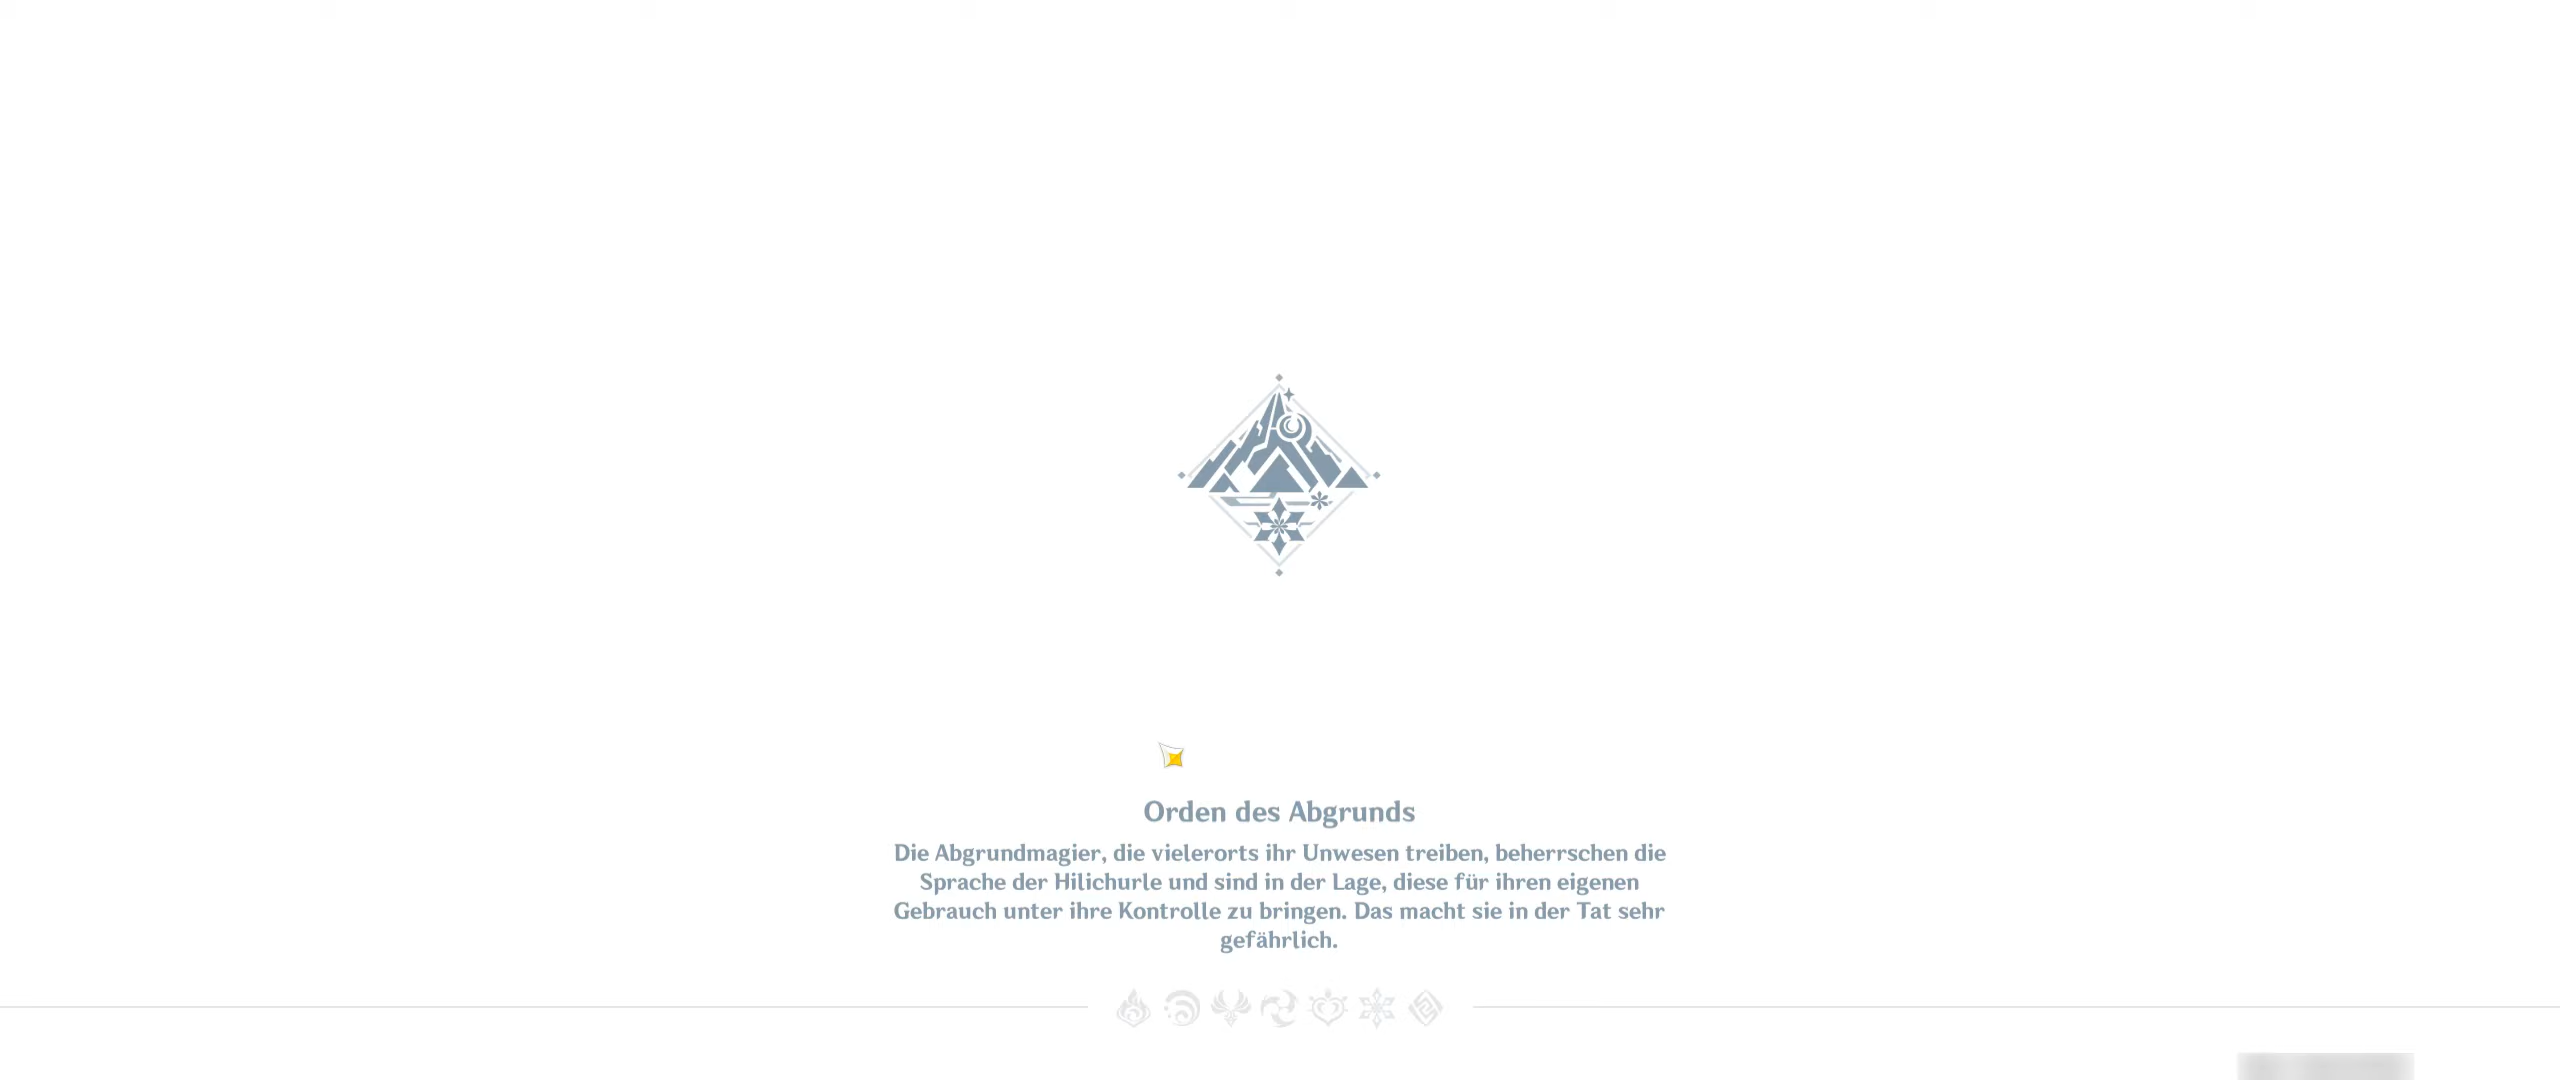 Orden des Abgrunds
Die Abgrundmagier, die vielerorts ihr Unwesen treiben, beherrschen die
Sprache der Hilichurle und sind in der Lage, diese für ihren eigenen
Gebrauch unter ihre Kontrolle zu bringen. Das macht sie in der Tat sehr
gefährlich.